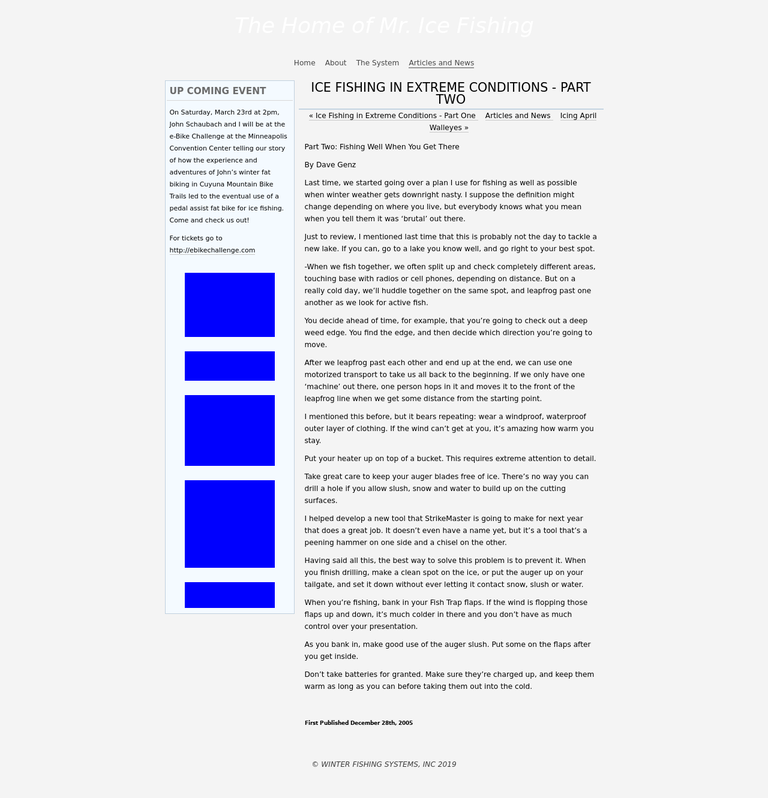 The Home of Mr. Ice Fishing
Home About The System Articles and News
UP COMING EVENT
On Saturday, March 23rd at 2pm,
John Schaubach and I will be at the
e-Bike Challenge at the Minneapolis
Convention Center telling our story
of how the experience and
adventures of John’s winter fat
biking in Cuyuna Mountain Bike
Trails led to the eventual use of a
pedal assist fat bike for ice fishing.
Come and check us out!
For tickets go to
http://ebikechallenge.com
ICE FISHING IN EXTREME CONDITIONS - PART
TWO
« Ice Fishing in Extreme Conditions - Part One Articles and News Icing April
Walleyes »
Part Two: Fishing Well When You Get There
By Dave Genz
Last time, we started going over a plan I use for fishing as well as possible
when winter weather gets downright nasty. I suppose the definition might
change depending on where you live, but everybody knows what you mean
when you tell them it was ‘brutal’ out there.
Just to review, I mentioned last time that this is probably not the day to tackle a
new lake. If you can, go to a lake you know well, and go right to your best spot.
-When we fish together, we often split up and check completely different areas,
touching base with radios or cell phones, depending on distance. But on a
really cold day, we’ll huddle together on the same spot, and leapfrog past one
another as we look for active fish.
You decide ahead of time, for example, that you’re going to check out a deep
weed edge. You find the edge, and then decide which direction you’re going to
move.
After we leapfrog past each other and end up at the end, we can use one
motorized transport to take us all back to the beginning. If we only have one
‘machine’ out there, one person hops in it and moves it to the front of the
leapfrog line when we get some distance from the starting point.
I mentioned this before, but it bears repeating: wear a windproof, waterproof
outer layer of clothing. If the wind can’t get at you, it’s amazing how warm you
stay.
Put your heater up on top of a bucket. This requires extreme attention to detail.
Take great care to keep your auger blades free of ice. There’s no way you can
drill a hole if you allow slush, snow and water to build up on the cutting
surfaces.
I helped develop a new tool that StrikeMaster is going to make for next year
that does a great job. It doesn’t even have a name yet, but it’s a tool that’s a
peening hammer on one side and a chisel on the other.
Having said all this, the best way to solve this problem is to prevent it. When
you finish drilling, make a clean spot on the ice, or put the auger up on your
tailgate, and set it down without ever letting it contact snow, slush or water.
When you’re fishing, bank in your Fish Trap flaps. If the wind is flopping those
flaps up and down, it’s much colder in there and you don’t have as much
control over your presentation.
As you bank in, make good use of the auger slush. Put some on the flaps after
you get inside.
Don’t take batteries for granted. Make sure they’re charged up, and keep them
warm as long as you can before taking them out into the cold.
First Published December 28th, 2005
© WINTER FISHING SYSTEMS, INC 2019